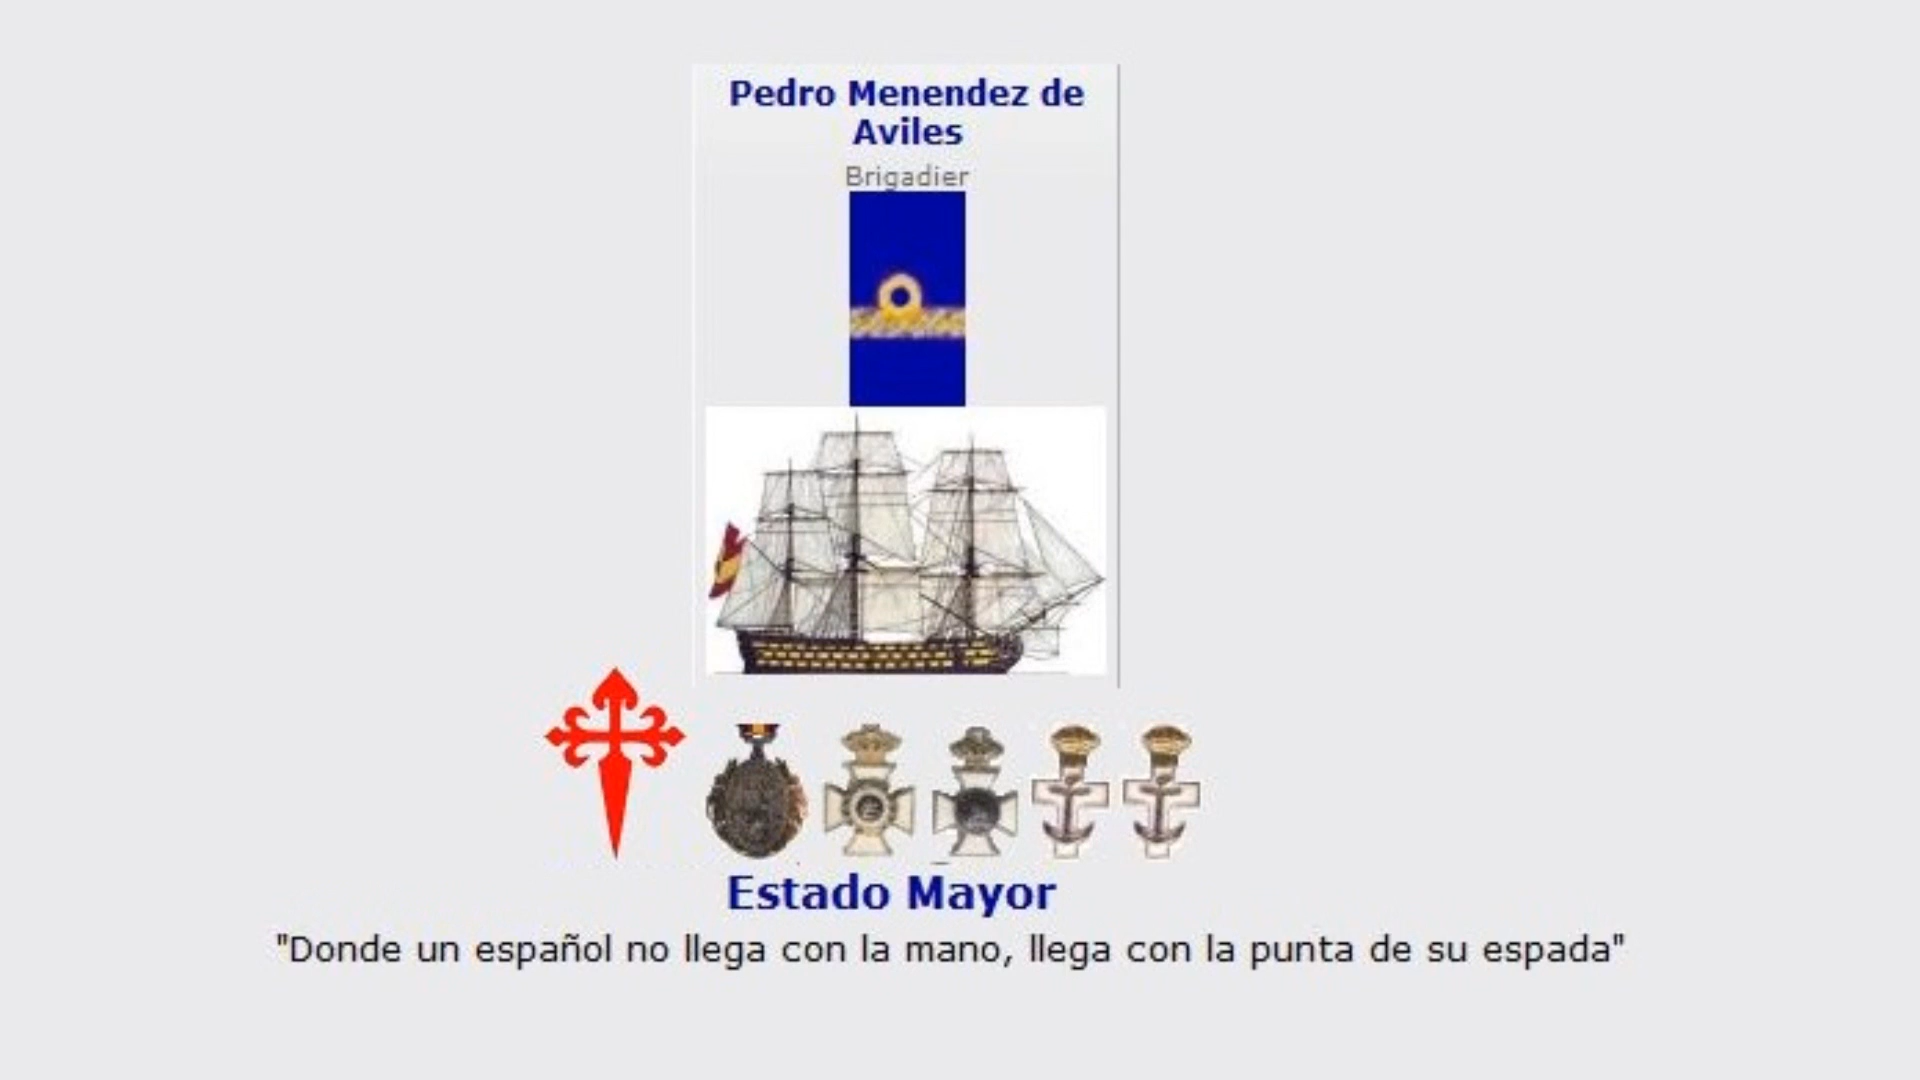 Pedro Menendez de
Aviles
Brigadier
Estado Mayor
"Donde un español no llega con la mano, llega con la punta de su espada"